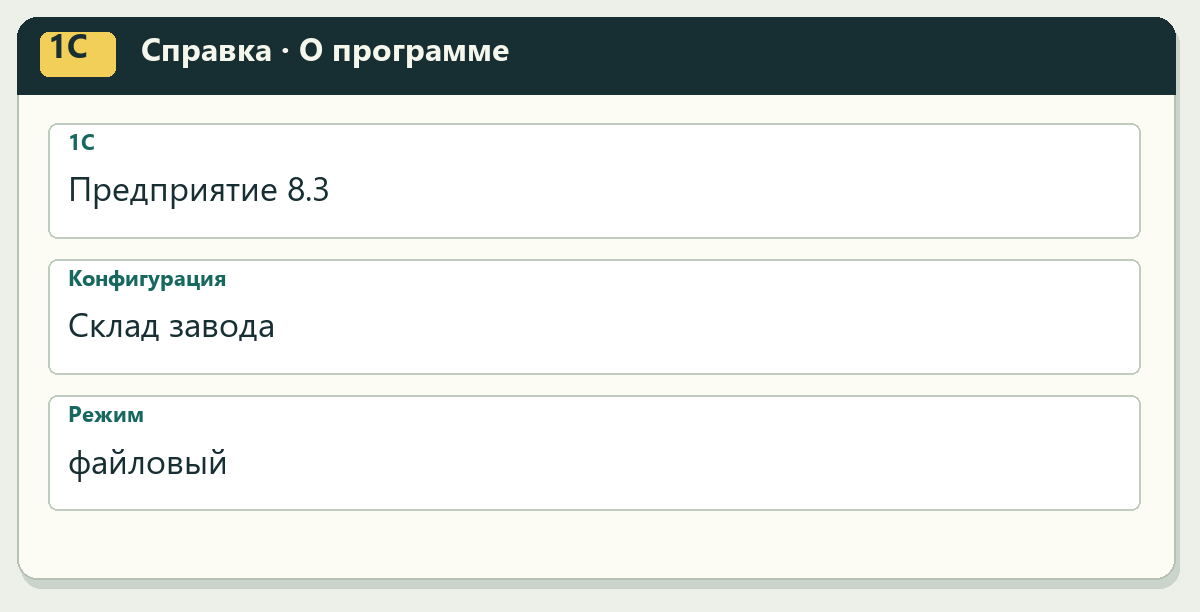 1С
Справка · О программе
1С
Предприятие 8.3
Конфигурация
Склад завода
Режим
файловый